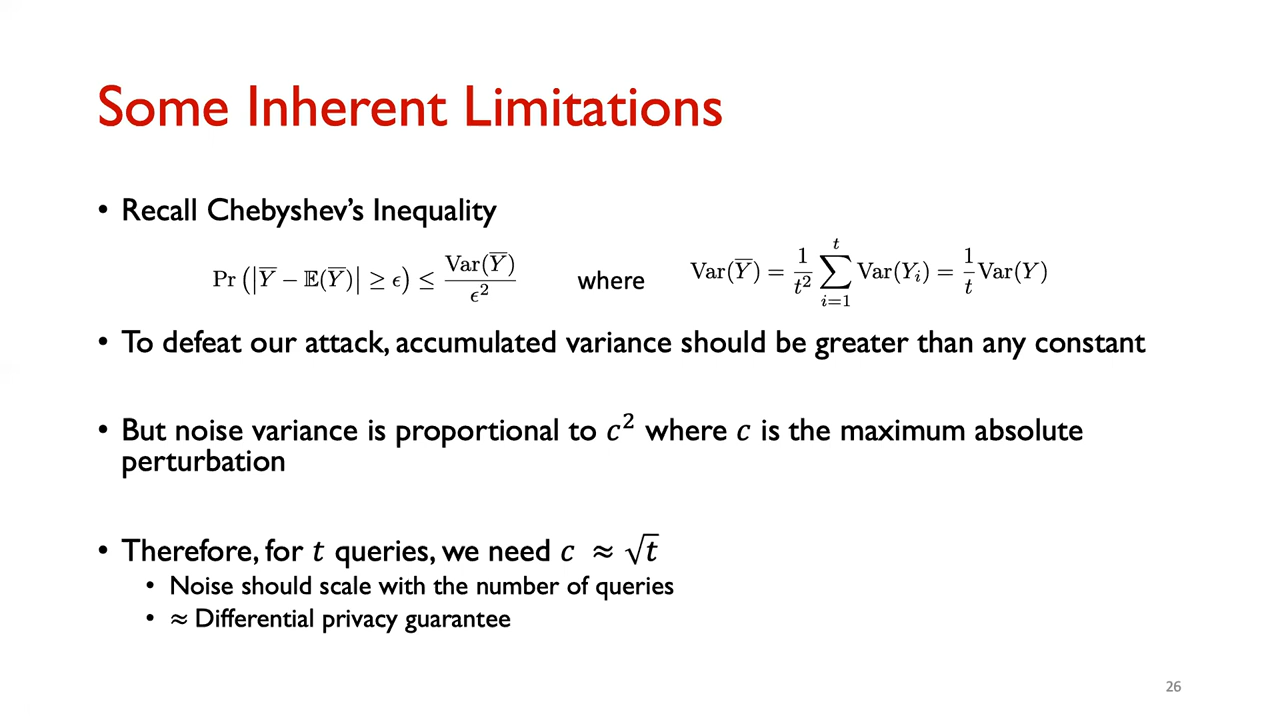 Some Inherent Limitations
• Recall Chebyshev's Inequality
Pr (|Y̅ − 𝔼(Y̅)| ≥ ϵ) ≤ Var(Y̅) / ϵ² where Var(Y̅) = 1/t² ∑_{i=1}^{t} Var(Y_i) = 1/t Var(Y)
• To defeat our attack, accumulated variance should be greater than any constant
• But noise variance is proportional to c² where c is the maximum absolute
perturbation
• Therefore, for t queries, we need c ≈ √t
• Noise should scale with the number of queries
• ≈ Differential privacy guarantee
26